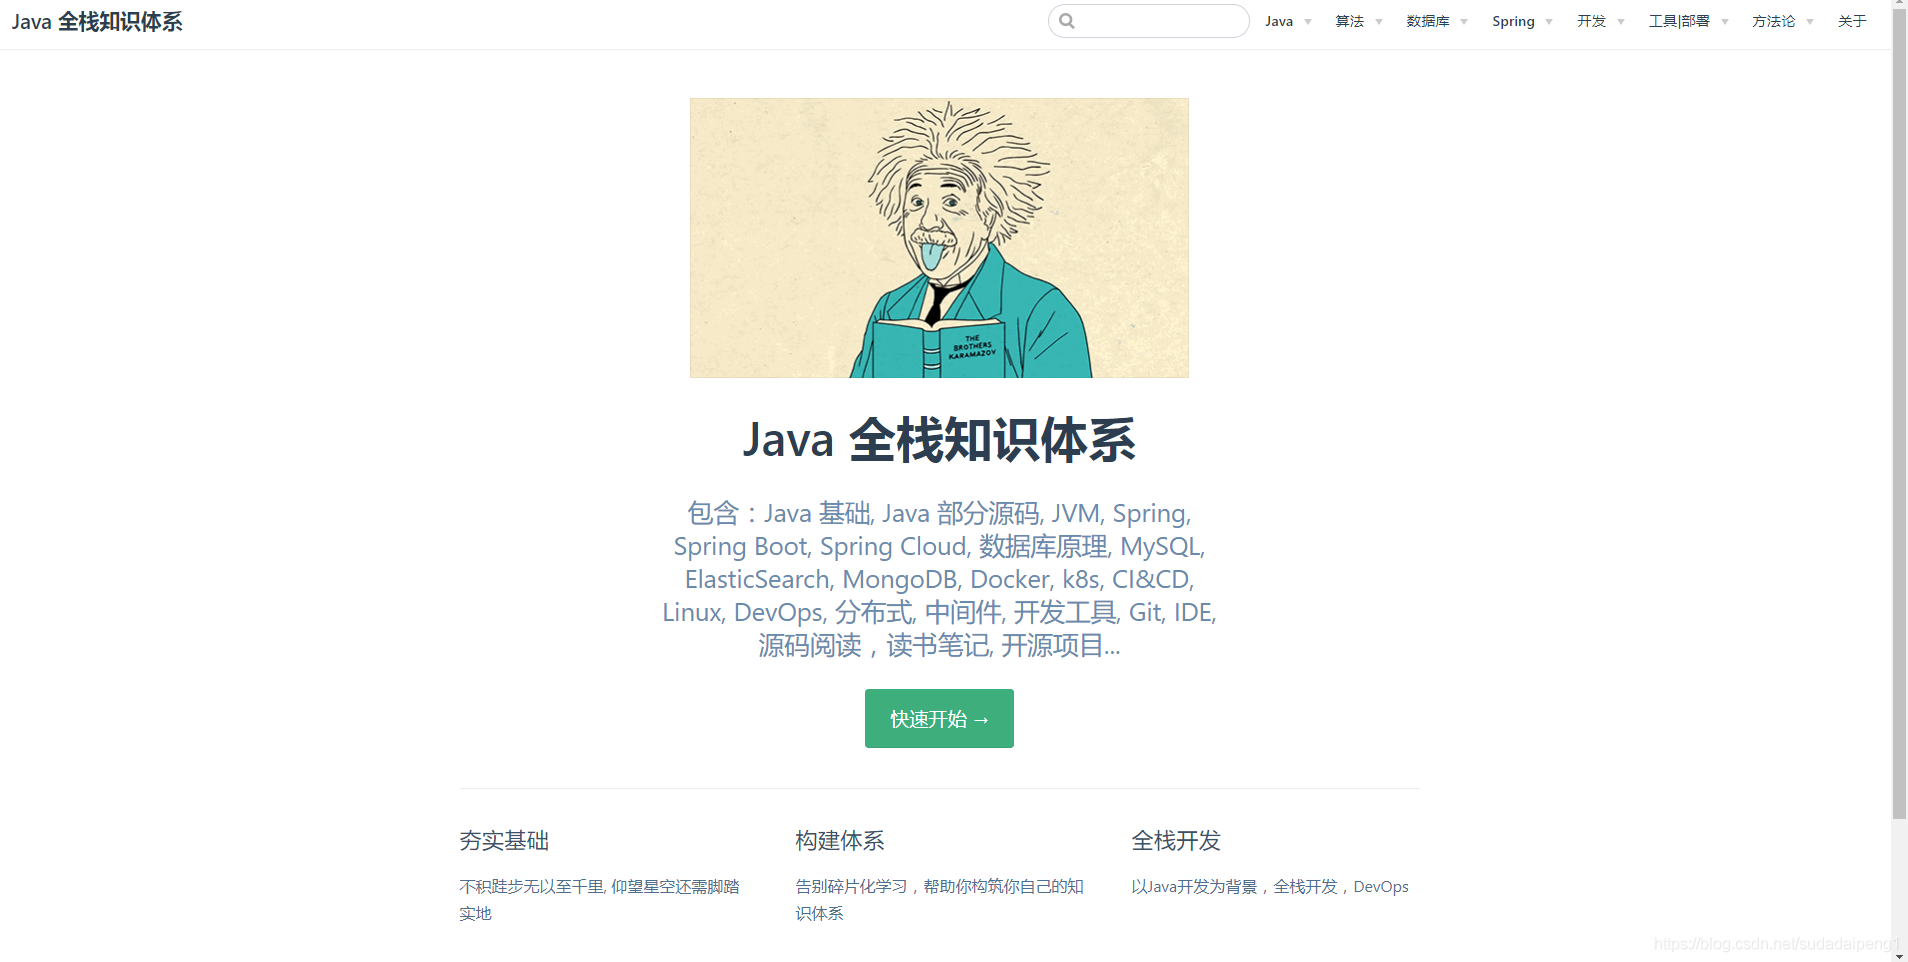 Java 全栈知识体系
Java 算法 数据库 Spring 开发 工具|部署 方法论 关于
THE
BROTHERS
KARAMAZOV
Java 全栈知识体系
包含：Java 基础, Java 部分源码, JVM, Spring,
Spring Boot, Spring Cloud, 数据库原理, MySQL,
ElasticSearch, MongoDB, Docker, k8s, CI&CD,
Linux, DevOps, 分布式, 中间件, 开发工具, Git, IDE,
源码阅读，读书笔记, 开源项目...
快速开始 →
夯实基础
不积跬步无以至千里, 仰望星空还需脚踏
实地
构建体系
告别碎片化学习，帮助你构筑你自己的知
识体系
全栈开发
以Java开发为背景，全栈开发，DevOps
https://blog.csdn.net/sudadaipeng1